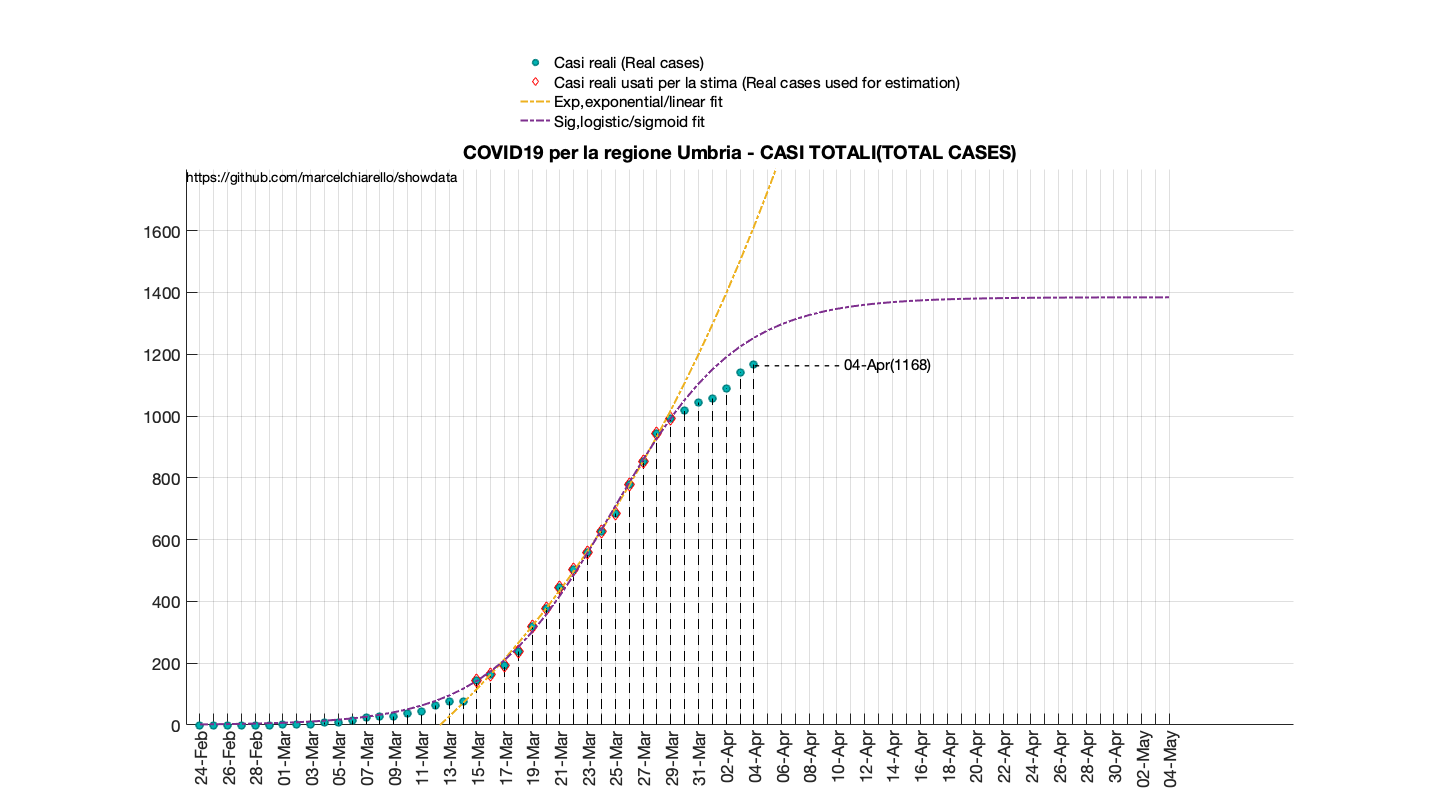 Casi reali (Real cases)
Casi reali usati per la stima (Real cases used for estimation)
Exp,exponential/linear fit
Sig,logistic/sigmoid fit
COVID19 per la regione Umbria - CASI TOTALI(TOTAL CASES)
https://github.com/marcelchiarello/showdata
1600
1400
1200
04-Apr(1168)
1000
800
600
400
200
0
24-Feb
26-Feb
28-Feb
01-Mar
03-Mar
05-Mar
07-Mar
09-Mar
11-Mar
13-Mar
15-Mar
17-Mar
19-Mar
21-Mar
23-Mar
25-Mar
27-Mar
29-Mar
31-Mar
02-Apr
04-Apr
06-Apr
08-Apr
10-Apr
12-Apr
14-Apr
16-Apr
18-Apr
20-Apr
22-Apr
24-Apr
26-Apr
28-Apr
30-Apr
02-May
04-May